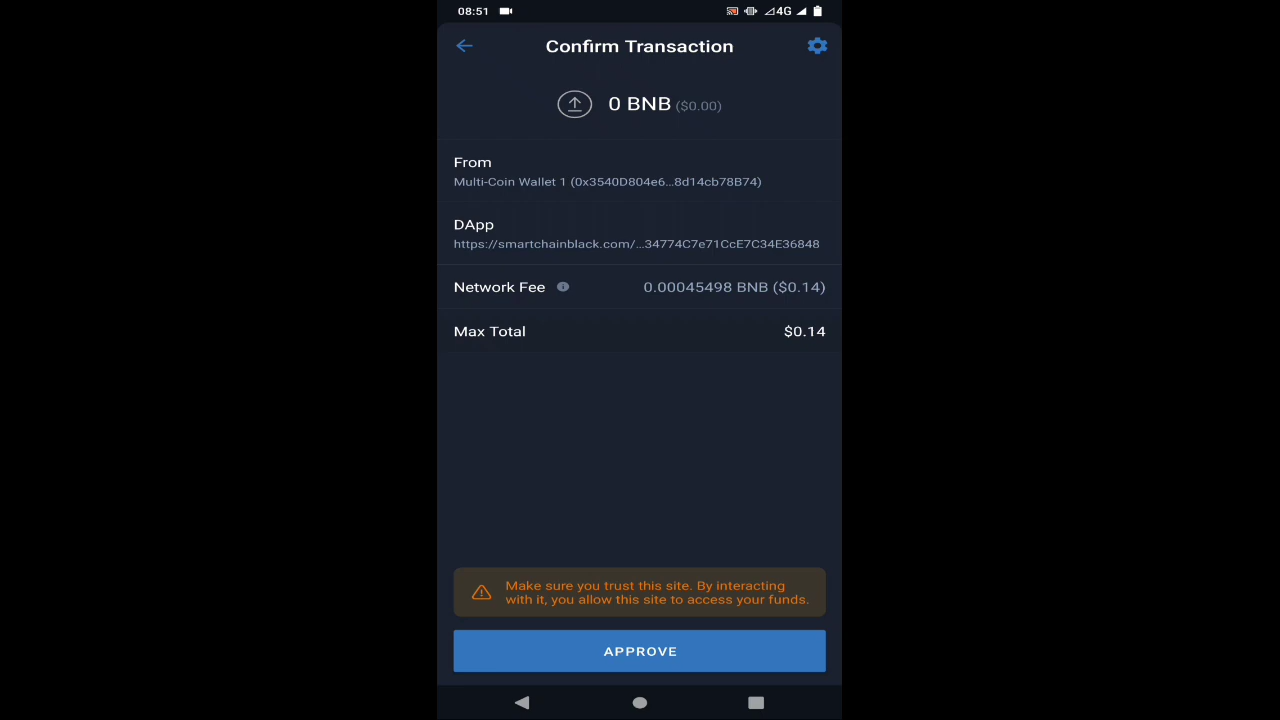 08:51 4G
Confirm Transaction
0 BNB ($0.00)
From
Multi-Coin Wallet 1 (0x3540D804e6...8d14cb78B74)
DApp
https://smartchainblack.com/...34774C7e71CcE7C34E36848
Network Fee 0.00045498 BNB ($0.14)
Max Total $0.14
Make sure you trust this site. By interacting
with it, you allow this site to access your funds.
APPROVE